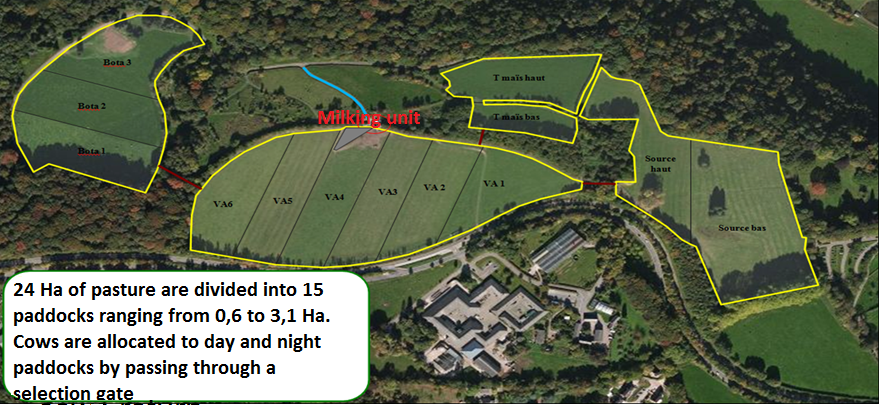 Bota 3
T maïs haut
Bota 2
Milking unit
T maïs bas
Bota 1
Source
haut
VA 1
VA 2
VA3
VA4
VA5
VA6
Source bas
24 Ha of pasture are divided into 15
paddocks ranging from 0,6 to 3,1 Ha.
Cows are allocated to day and night
paddocks by passing through a
selection gate